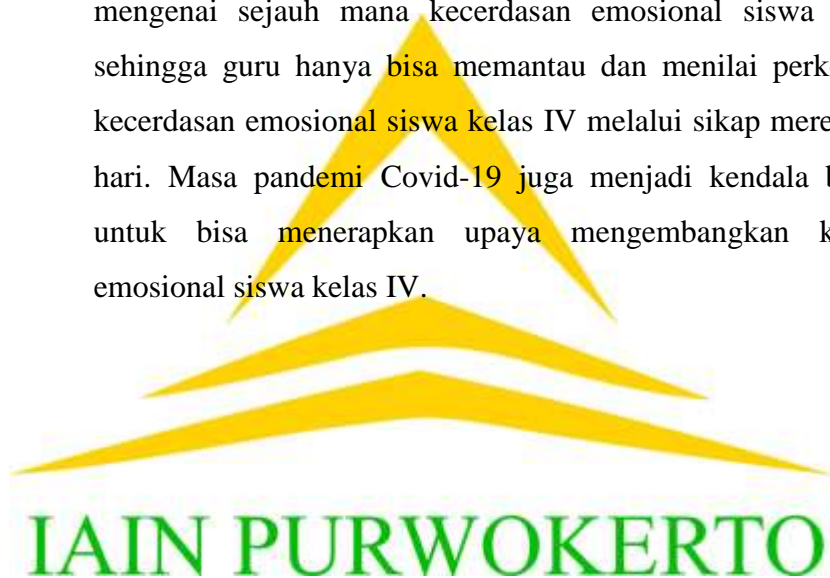 mengenai sejauh mana kecerdasan emosional siswa
sehingga guru hanya bisa memantau dan menilai
kecerdasan emosional siswa kelas IV melalui sikap
hari. Masa pandemi Covid-19 juga menjadi kendala
untuk bisa menerapkan upaya mengembangkan
emosional siswa kelas IV.
IAIN PURWOKERTO